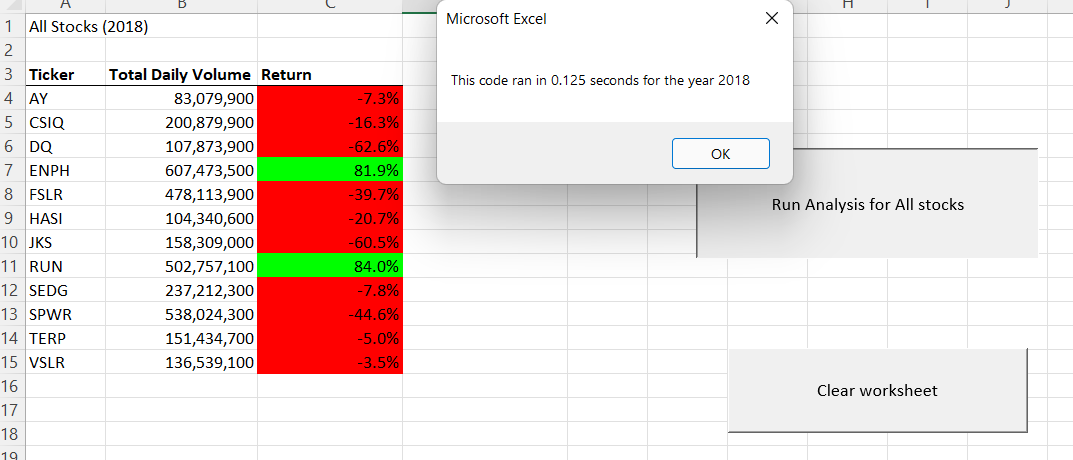 A B C H I J
1 All Stocks (2018)
2
3 Ticker Total Daily Volume Return
4 AY 83,079,900 -7.3%
5 CSIQ 200,879,900 -16.3%
6 DQ 107,873,900 -62.6%
7 ENPH 607,473,500 81.9%
8 FSLR 478,113,900 -39.7%
9 HASI 104,340,600 -20.7%
10 JKS 158,309,000 -60.5%
11 RUN 502,757,100 84.0%
12 SEDG 237,212,300 -7.8%
13 SPWR 538,024,300 -44.6%
14 TERP 151,434,700 -5.0%
15 VSLR 136,539,100 -3.5%
16
17
18
19
Microsoft Excel
This code ran in 0.125 seconds for the year 2018
OK
Run Analysis for All stocks
Clear worksheet